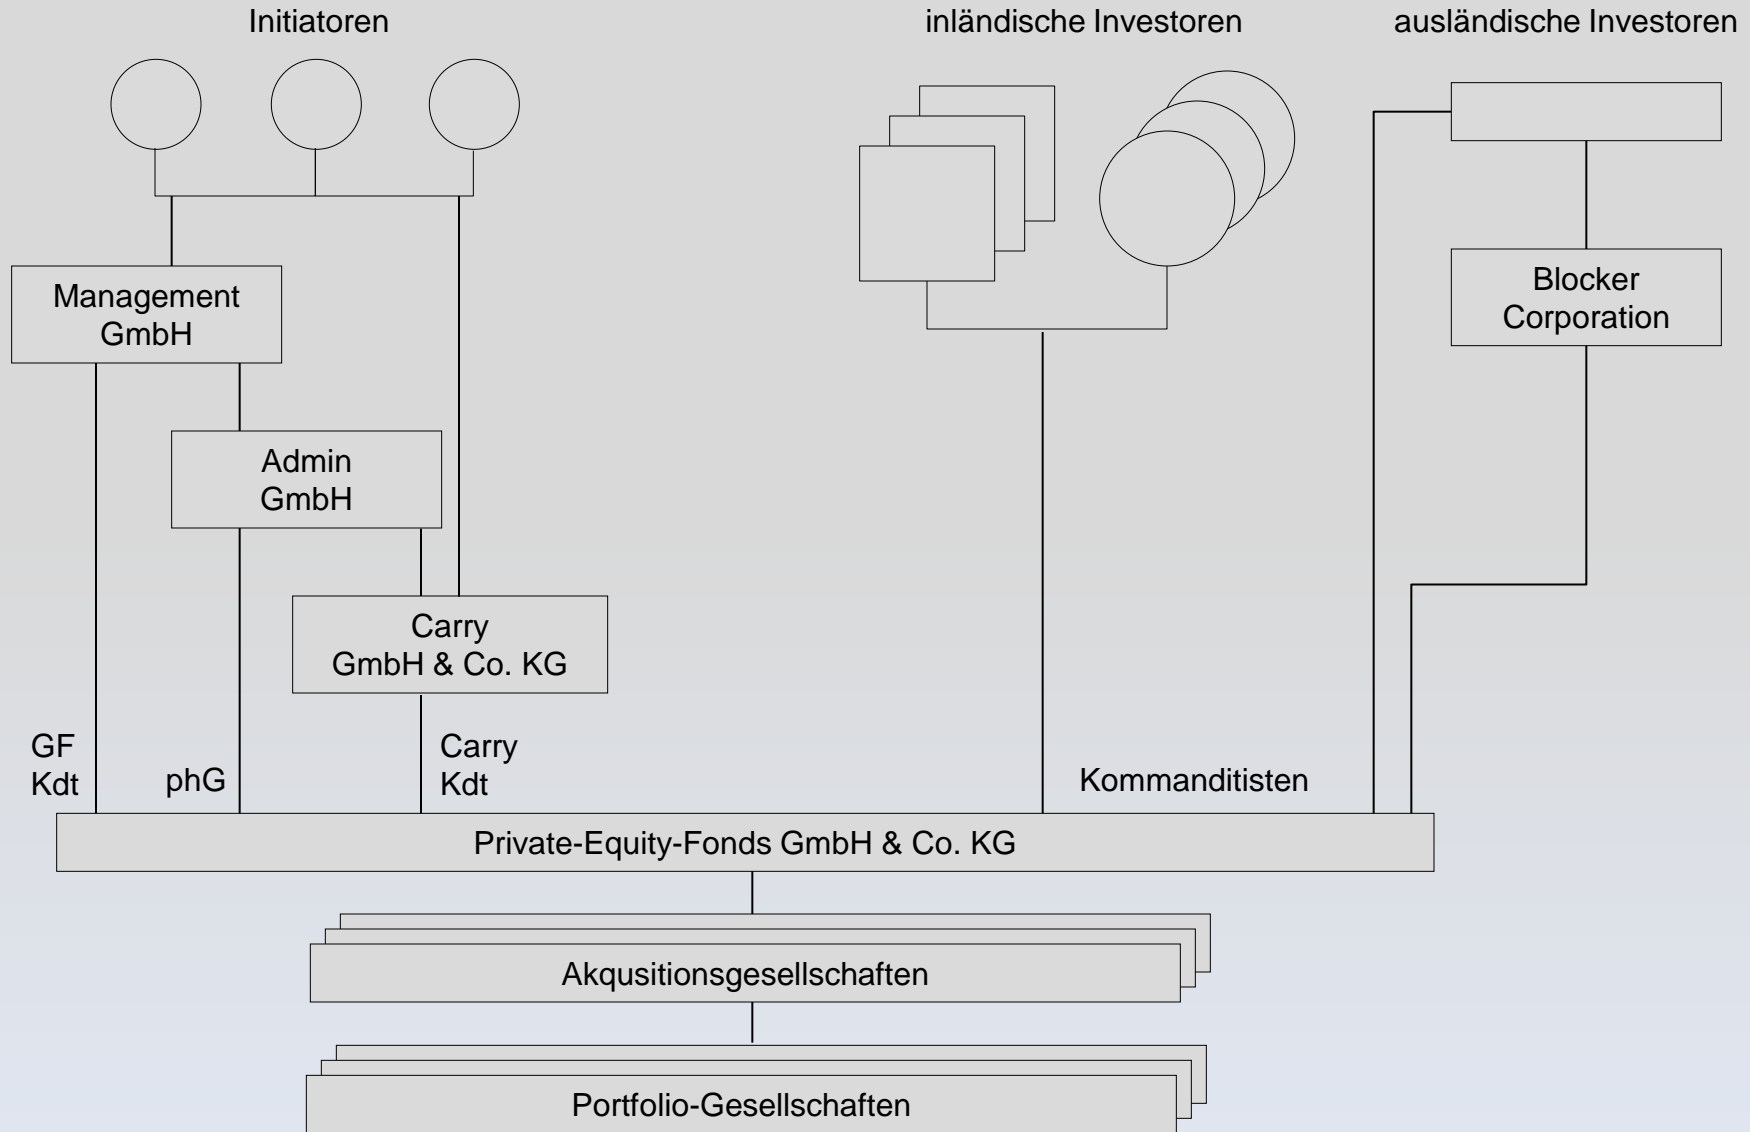 Initiatoren
inländische Investoren
ausländische Investoren
Management
GmbH
Blocker
Corporation
Admin
GmbH
Carry
GmbH & Co. KG
GF
Kdt
phG
Carry
Kdt
Kommanditisten
Private-Equity-Fonds GmbH & Co. KG
Akqusitionsgesellschaften
Portfolio-Gesellschaften